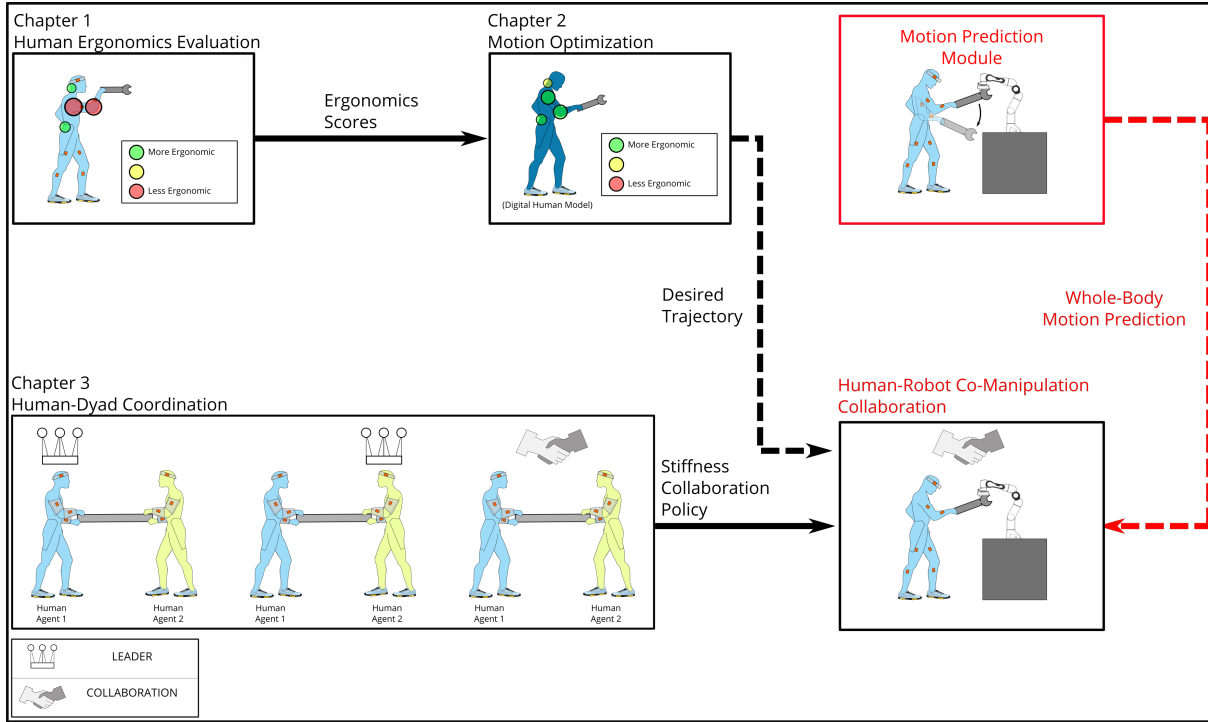 Chapter 1
Human Ergonomics Evaluation
More Ergonomic
Less Ergonomic
Ergonomics
Scores
Chapter 2
Motion Optimization
More Ergonomic
Less Ergonomic
(Digital Human Model)
Motion Prediction
Module
Desired
Trajectory
Whole-Body
Motion Prediction
Chapter 3
Human-Dyad Coordination
Human
Agent 1
Human
Agent 2
Human
Agent 1
Human
Agent 2
Human
Agent 1
Human
Agent 2
Stiffness
Collaboration
Policy
Human-Robot Co-Manipulation
Collaboration
LEADER
COLLABORATION